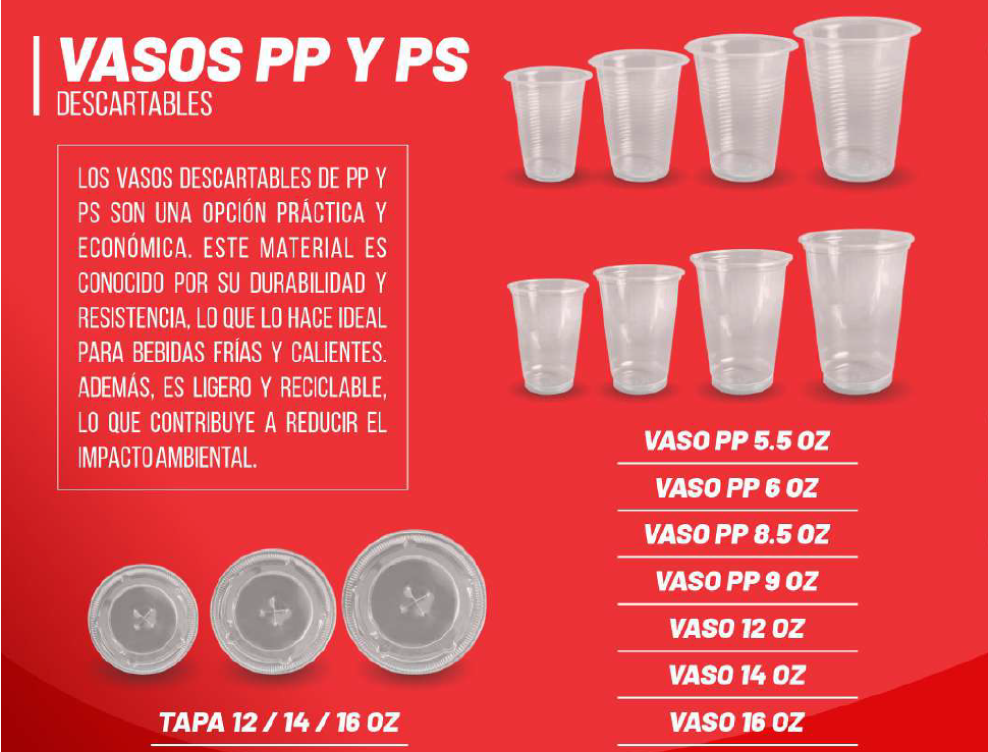 VASOS PP Y PS
DESCARTABLES
LOS VASOS DESCARTABLES DE PP Y
PS SON UNA OPCIÓN PRÁCTICA Y
ECONÓMICA. ESTE MATERIAL ES
CONOCIDO POR SU DURABILIDAD Y
RESISTENCIA, LO QUE LO HACE IDEAL
PARA BEBIDAS FRÍAS Y CALIENTES.
ADEMÁS, ES LIGERO Y RECICLABLE,
LO QUE CONTRIBUYE A REDUCIR EL
IMPACTO AMBIENTAL.
TAPA 12 / 14 / 16 OZ
VASO PP 5.5 OZ
VASO PP 6 OZ
VASO PP 8.5 OZ
VASO PP 9 OZ
VASO 12 OZ
VASO 14 OZ
VASO 16 OZ